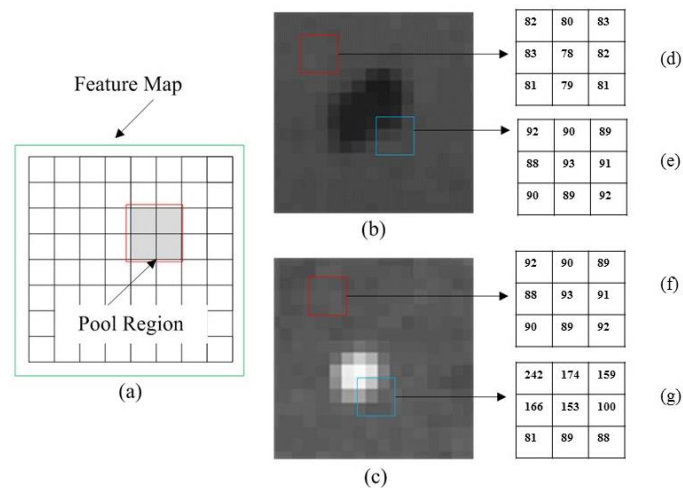 Feature Map
Pool Region
(a)
(b)
(c)
82 80 83
83 78 82
81 79 81
(d)
92 90 89
88 93 91
90 89 92
(e)
92 90 89
88 93 91
90 89 92
(f)
242 174 159
166 153 100
81 89 88
(g)